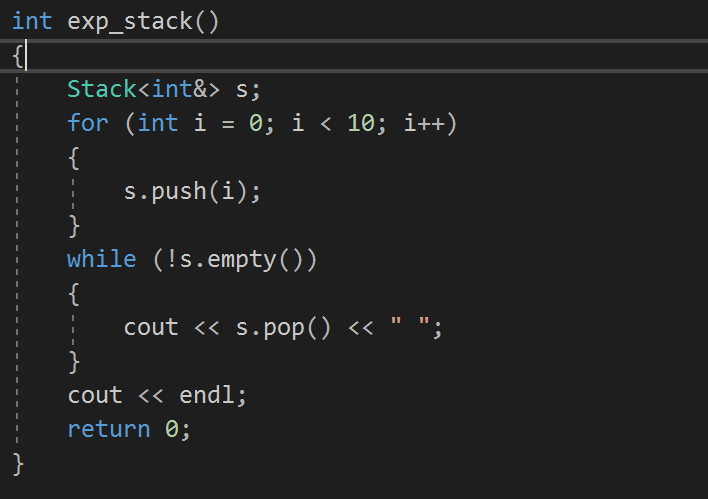 int exp_stack()
{
    Stack<int&> s;
    for (int i = 0; i < 10; i++)
    {
        s.push(i);
    }
    while (!s.empty())
    {
        cout << s.pop() << " ";
    }
    cout << endl;
    return 0;
}